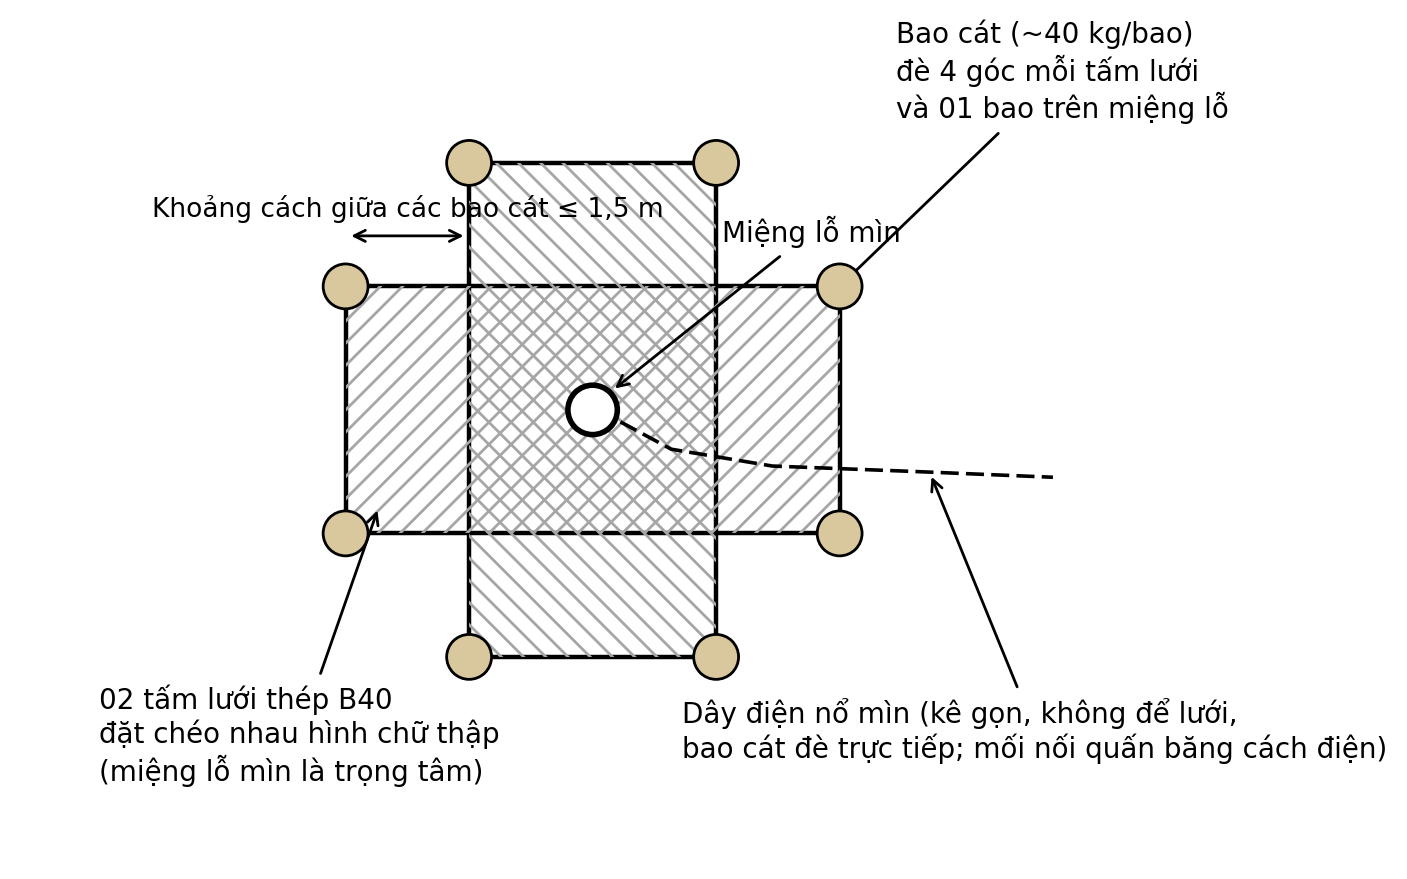 Bao cát (~40 kg/bao)
đè 4 góc mỗi tấm lưới
và 01 bao trên miệng lỗ
Khoảng cách giữa các bao cát ≤ 1,5 m
Miệng lỗ mìn
02 tấm lưới thép B40
đặt chéo nhau hình chữ thập
(miệng lỗ mìn là trọng tâm)
Dây điện nổ mìn (kê gọn, không để lưới,
bao cát đè trực tiếp; mối nối quấn băng cách điện)